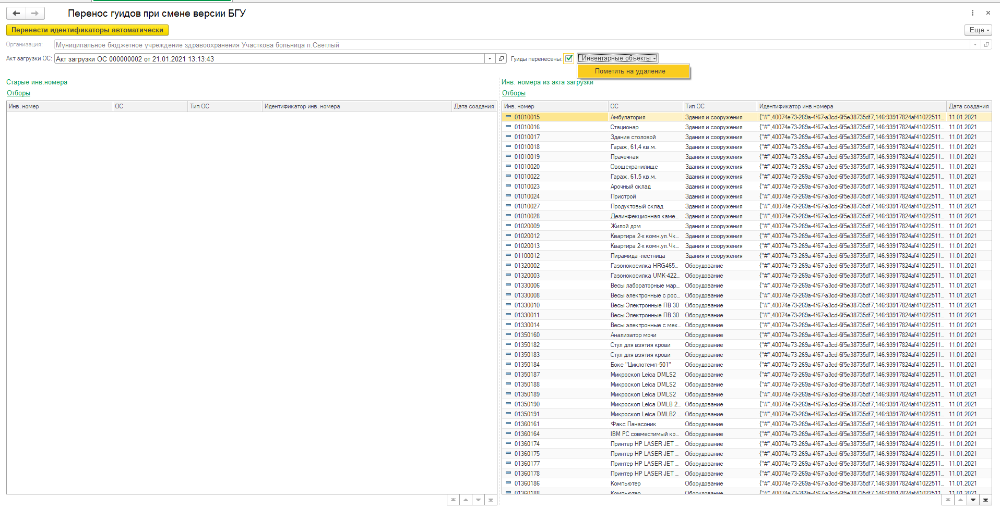 Перенос гуидов при смене версии БГУ
Перенести идентификаторы автоматически
Еще
Организация: Муниципальное бюджетное учреждение здравоохранения Участкова больница п.Светлый
Акт загрузки ОС: Акт загрузки ОС 000000002 от 21.01.2021 13:13:43 Гуиды перенесены: Инвентарные объекты
Пометить на удаление
Старые инв.номера
Отборы
Инв. номер ОС Тип ОС Идентификатор инв. номера Дата создания
Инв. номера из акта загрузки
Отборы
Инв. номер ОС Тип ОС Идентификатор инв.номера Дата создания
01010015 Амбулатория Здания и сооружения {"#",40074e73-269a-4f67-a3cd-6f5e38735df7,146:93917824af41022511... 11.01.2021
01010016 Стационар Здания и сооружения {"#",40074e73-269a-4f67-a3cd-6f5e38735df7,146:93917824af41022511... 11.01.2021
01010017 Здание столовой Здания и сооружения {"#",40074e73-269a-4f67-a3cd-6f5e38735df7,146:93917824af41022511... 11.01.2021
01010018 Гараж, 61,4 кв.м. Здания и сооружения {"#",40074e73-269a-4f67-a3cd-6f5e38735df7,146:93917824af41022511... 11.01.2021
01010019 Прачечная Здания и сооружения {"#",40074e73-269a-4f67-a3cd-6f5e38735df7,146:93917824af41022511... 11.01.2021
01010020 Овощехранилище Здания и сооружения {"#",40074e73-269a-4f67-a3cd-6f5e38735df7,146:93917824af41022511... 11.01.2021
01010022 Гараж, 61,5 кв.м. Здания и сооружения {"#",40074e73-269a-4f67-a3cd-6f5e38735df7,146:93917824af41022511... 11.01.2021
01010023 Арочный склад Здания и сооружения {"#",40074e73-269a-4f67-a3cd-6f5e38735df7,146:93917824af41022511... 11.01.2021
01010024 Пристрой Здания и сооружения {"#",40074e73-269a-4f67-a3cd-6f5e38735df7,146:93917824af41022511... 11.01.2021
01010027 Продуктовый склад Здания и сооружения {"#",40074e73-269a-4f67-a3cd-6f5e38735df7,146:93917824af41022511... 11.01.2021
01010028 Дезинфекционная каме... Здания и сооружения {"#",40074e73-269a-4f67-a3cd-6f5e38735df7,146:93917824af41022511... 11.01.2021
01020009 Жилой дом Здания и сооружения {"#",40074e73-269a-4f67-a3cd-6f5e38735df7,146:93917824af41022511... 11.01.2021
01020012 Квартира 2-х комн.ул.Чк... Здания и сооружения {"#",40074e73-269a-4f67-a3cd-6f5e38735df7,146:93917824af41022511... 11.01.2021
01020013 Квартира 2-х комн.ул.Чк... Здания и сооружения {"#",40074e73-269a-4f67-a3cd-6f5e38735df7,146:93917824af41022511... 11.01.2021
01100012 Пирамида -лестница Здания и сооружения {"#",40074e73-269a-4f67-a3cd-6f5e38735df7,146:93917824af41022511... 11.01.2021
01320002 Газонокосилка HRG465... Оборудование {"#",40074e73-269a-4f67-a3cd-6f5e38735df7,146:93917824af41022511... 11.01.2021
01320003 Газонокосилка UMK-422... Оборудование {"#",40074e73-269a-4f67-a3cd-6f5e38735df7,146:93917824af41022511... 11.01.2021
01330006 Весы лабораторные мар... Оборудование {"#",40074e73-269a-4f67-a3cd-6f5e38735df7,146:93917824af41022511... 11.01.2021
01330008 Весы электронные с рос... Оборудование {"#",40074e73-269a-4f67-a3cd-6f5e38735df7,146:93917824af41022511... 11.01.2021
01330010 Весы Электронные ПВ 30 Оборудование {"#",40074e73-269a-4f67-a3cd-6f5e38735df7,146:93917824af41022511... 11.01.2021
01330011 Весы Электронные ПВ 30 Оборудование {"#",40074e73-269a-4f67-a3cd-6f5e38735df7,146:93917824af41022511... 11.01.2021
01330014 Весы электронные с мех... Оборудование {"#",40074e73-269a-4f67-a3cd-6f5e38735df7,146:93917824af41022511... 11.01.2021
01350160 Анализатор мочи Оборудование {"#",40074e73-269a-4f67-a3cd-6f5e38735df7,146:93917824af41022511... 11.01.2021
01350182 Стул для взятия крови Оборудование {"#",40074e73-269a-4f67-a3cd-6f5e38735df7,146:93917824af41022511... 11.01.2021
01350183 Стул для взятия крови Оборудование {"#",40074e73-269a-4f67-a3cd-6f5e38735df7,146:93917824af41022511... 11.01.2021
01350184 Бокс "Циклотемп-501" Оборудование {"#",40074e73-269a-4f67-a3cd-6f5e38735df7,146:93917824af41022511... 11.01.2021
01350187 Микроскоп Leica DMLS2 Оборудование {"#",40074e73-269a-4f67-a3cd-6f5e38735df7,146:93917824af41022511... 11.01.2021
01350188 Микроскоп Leica DMLS2 Оборудование {"#",40074e73-269a-4f67-a3cd-6f5e38735df7,146:93917824af41022511... 11.01.2021
01350189 Микроскоп Leica DMLS2 Оборудование {"#",40074e73-269a-4f67-a3cd-6f5e38735df7,146:93917824af41022511... 11.01.2021
01350190 Микроскоп Leica DMLB 2... Оборудование {"#",40074e73-269a-4f67-a3cd-6f5e38735df7,146:93917824af41022511... 11.01.2021
01350191 Микроскоп Leica DMLB2 ... Оборудование {"#",40074e73-269a-4f67-a3cd-6f5e38735df7,146:93917824af41022511... 11.01.2021
01360161 Факс Панасоник Оборудование {"#",40074e73-269a-4f67-a3cd-6f5e38735df7,146:93917824af41022511... 11.01.2021
01360164 IBM PC совместимый ко... Оборудование {"#",40074e73-269a-4f67-a3cd-6f5e38735df7,146:93917824af41022511... 11.01.2021
01360174 Принтер HP LASER JET ... Оборудование {"#",40074e73-269a-4f67-a3cd-6f5e38735df7,146:93917824af41022511... 11.01.2021
01360175 Принтер HP LASER JET ... Оборудование {"#",40074e73-269a-4f67-a3cd-6f5e38735df7,146:93917824af41022511... 11.01.2021
01360177 Принтер HP LASER JET ... Оборудование {"#",40074e73-269a-4f67-a3cd-6f5e38735df7,146:93917824af41022511... 11.01.2021
01360178 Принтер HP LASER JET ... Оборудование {"#",40074e73-269a-4f67-a3cd-6f5e38735df7,146:93917824af41022511... 11.01.2021
01360186 Компьютер Оборудование {"#",40074e73-269a-4f67-a3cd-6f5e38735df7,146:93917824af41022511... 11.01.2021
01360188 Компьютер Оборудование {"#",40074e73-269a-4f67-a3cd-6f5e38735df7,146:93917824af41022511... 11.01.2021